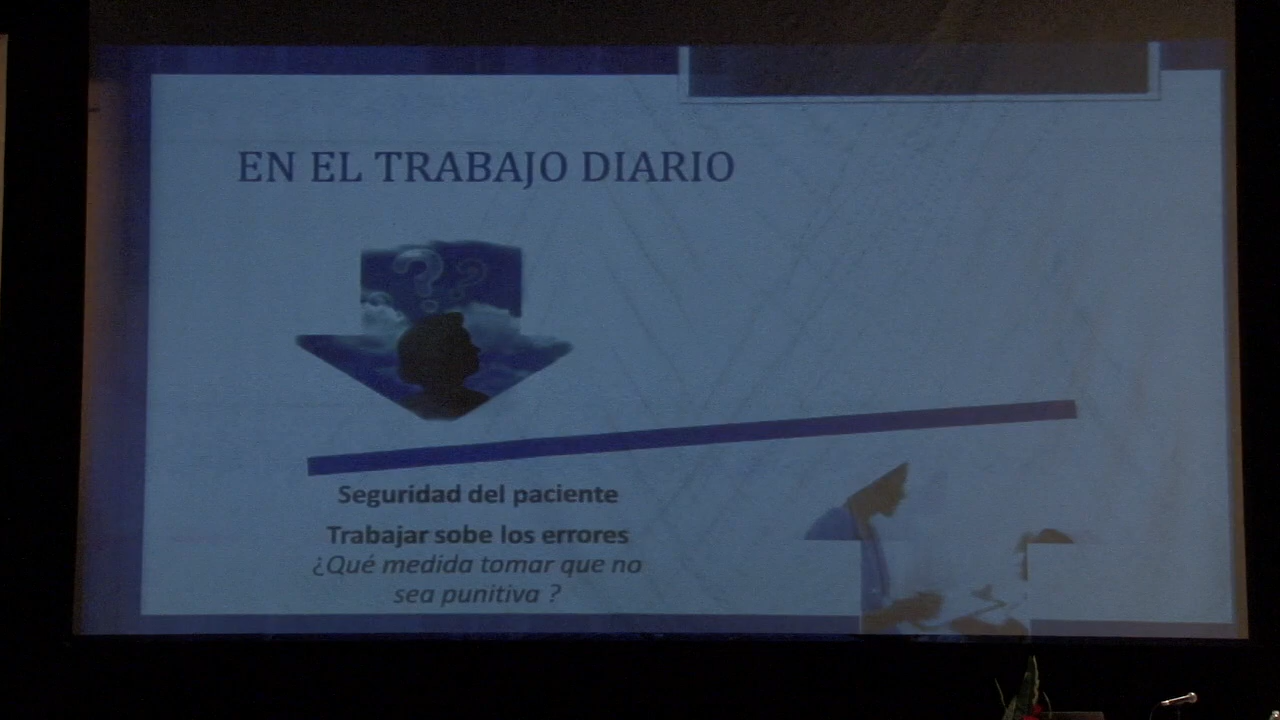 EN EL TRABAJO DIARIO
??
Seguridad del paciente
Trabajar sobe los errores
¿Qué medida tomar que no
sea punitiva ?